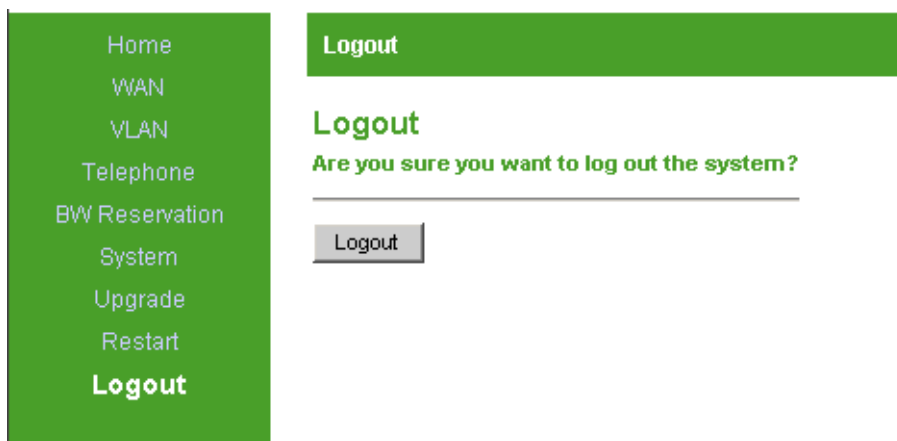 Home
WAN
VLAN
Telephone
BW Reservation
System
Upgrade
Restart
Logout
Logout
Logout
Are you sure you want to log out the system?
Logout